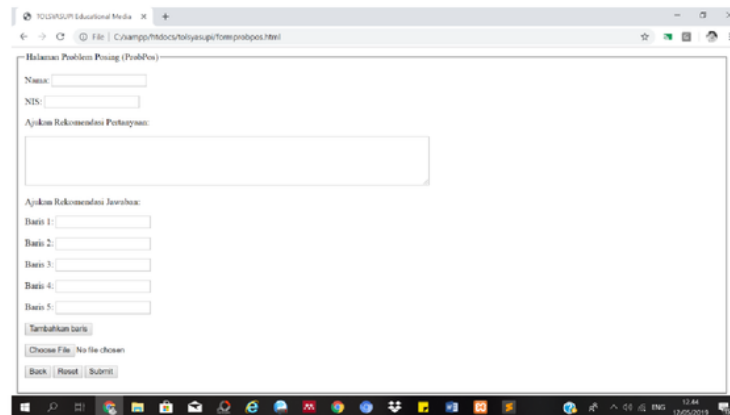 TOLSYASUPI Educational Media
File | C:/xampp/htdocs/tolsyasupi/formprobpos.html
Halaman Problem Posing (ProbPos)
Nama:
NIS:
Ajukan Rekomendasi Pertanyaan:
Ajukan Rekomendasi Jawaban:
Baris 1:
Baris 2:
Baris 3:
Baris 4:
Baris 5:
Tambahkan baris
Choose File No file chosen
Back Reset Submit
ENG
12.44
12/05/2019